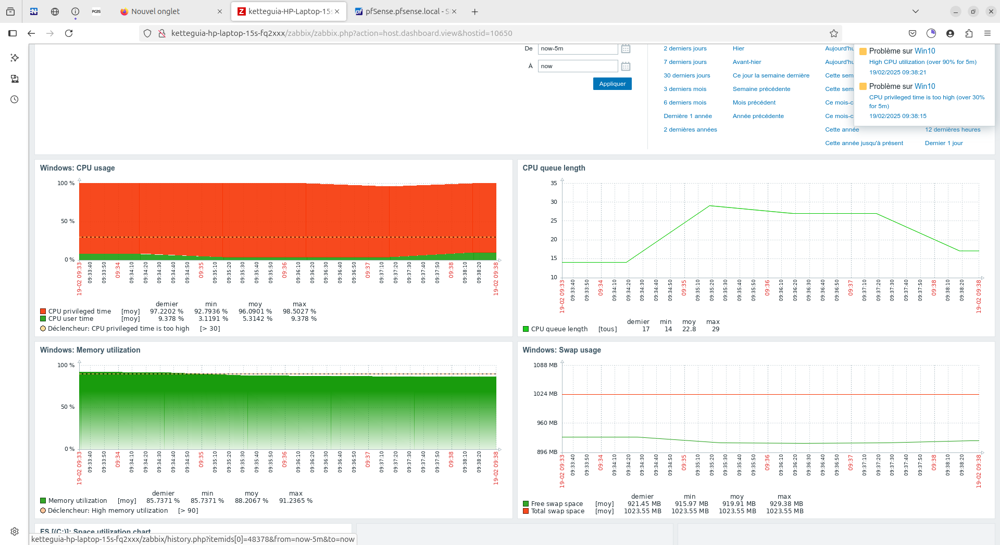 Nouvel onglet
ketteguia-HP-Laptop-15s
pfSense.pfsense.local - S
ketteguia-hp-laptop-15s-fq2xxx/zabbix/zabbix.php?action=host.dashboard.view&hostid=10650
De now-5m
À now
Appliquer
2 derniers jours Hier Aujourd'hu
7 derniers jours Avant-hier Aujourd'hu
30 derniers jours Ce jour la semaine dernière Cette sem
3 derniers mois Semaine précédente Cette sem
6 derniers mois Mois précédent Ce mois-c
Dernière 1 année Année précédente Ce mois-c
2 dernières années Cette année 12 dernières heures
Cette année jusqu'à présent Dernier 1 jour
Problème sur Win10
High CPU utilization (over 90% for 5m)
19/02/2025 09:38:21
Problème sur Win10
CPU privileged time is too high (over 30%
for 5m)
19/02/2025 09:38:15
Windows: CPU usage
100 %
50 %
0 %
19-02 09:33 09:33:40 09:33:50 09:34 09:34:10 09:34:20 09:34:30 09:34:40 09:34:50 09:35 09:35:10 09:35:20 09:35:30 09:35:40 09:35:50 09:36 09:36:10 09:36:20 09:36:30 09:36:40 09:36:50 09:37 09:37:10 09:37:20 09:37:30 09:37:40 09:37:50 09:38 09:38:10 09:38:20 19-02 09:38
dernier min moy max
CPU privileged time [moy] 97.2202 % 92.7936 % 96.0901 % 98.5027 %
CPU user time [moy] 9.378 % 3.1191 % 5.3142 % 9.378 %
Déclencheur: CPU privileged time is too high [> 30]
CPU queue length
35
30
25
20
15
10
19-02 09:33 09:33:40 09:33:50 09:34 09:34:10 09:34:20 09:34:30 09:34:40 09:34:50 09:35 09:35:10 09:35:20 09:35:30 09:35:40 09:35:50 09:36 09:36:10 09:36:20 09:36:30 09:36:40 09:36:50 09:37 09:37:10 09:37:20 09:37:30 09:37:40 09:37:50 09:38 09:38:10 09:38:20 19-02 09:38
dernier min moy max
CPU queue length [tous] 17 14 22.8 29
Windows: Memory utilization
100 %
50 %
0 %
19-02 09:33 09:33:40 09:33:50 09:34 09:34:10 09:34:20 09:34:30 09:34:40 09:34:50 09:35 09:35:10 09:35:20 09:35:30 09:35:40 09:35:50 09:36 09:36:10 09:36:20 09:36:30 09:36:40 09:36:50 09:37 09:37:10 09:37:20 09:37:30 09:37:40 09:37:50 09:38 09:38:10 09:38:20 19-02 09:38
dernier min moy max
Memory utilization [moy] 85.7371 % 85.7371 % 88.2067 % 91.2365 %
Déclencheur: High memory utilization [> 90]
Windows: Swap usage
1088 MB
1024 MB
960 MB
896 MB
19-02 09:33 09:33:40 09:33:50 09:34 09:34:10 09:34:20 09:34:30 09:34:40 09:34:50 09:35 09:35:10 09:35:20 09:35:30 09:35:40 09:35:50 09:36 09:36:10 09:36:20 09:36:30 09:36:40 09:36:50 09:37 09:37:10 09:37:20 09:37:30 09:37:40 09:37:50 09:38 09:38:10 09:38:20 19-02 09:38
dernier min moy max
Free swap space [moy] 921.45 MB 915.97 MB 919.91 MB 929.38 MB
Total swap space [moy] 1023.55 MB 1023.55 MB 1023.55 MB 1023.55 MB
FS [(C:)]: Space utilization chart
ketteguia-hp-laptop-15s-fq2xxx/zabbix/history.php?itemids[0]=48378&from=now-5m&to=now